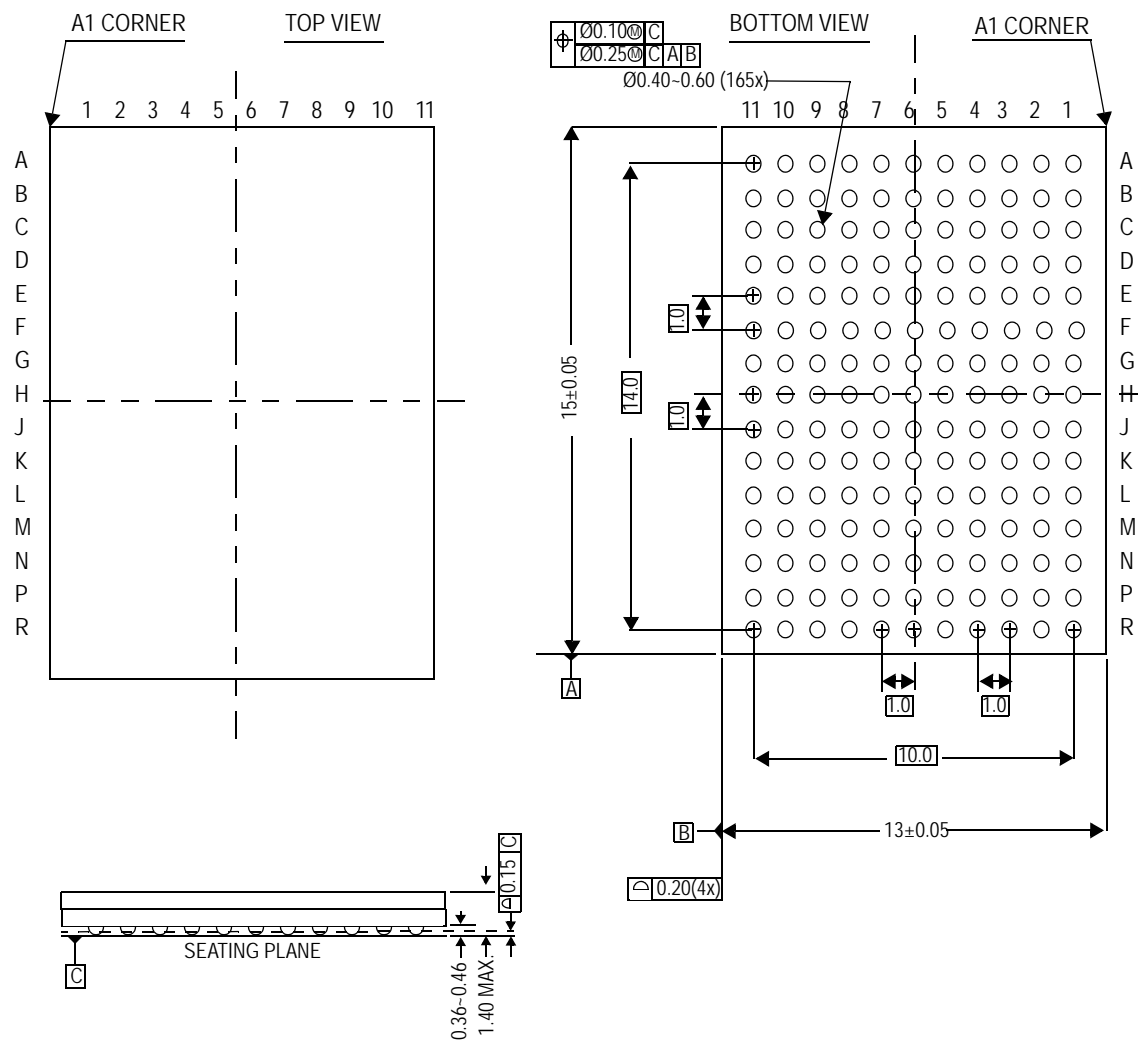 A1 CORNER
TOP VIEW
1 2 3 4 5 6 7 8 9 10 11
A
B
C
D
E
F
G
H
J
K
L
M
N
P
R
BOTTOM VIEW
A1 CORNER
Ø0.10Ⓜ C
Ø0.25Ⓜ C A B
Ø0.40~0.60 (165x)
11 10 9 8 7 6 5 4 3 2 1
A
B
C
D
E
F
G
H
J
K
L
M
N
P
R
15±0.05
14.0
1.0
1.0
A
1.0
1.0
10.0
B
13±0.05
0.20(4x)
0.15 C
SEATING PLANE
C
0.36~0.46
1.40 MAX.